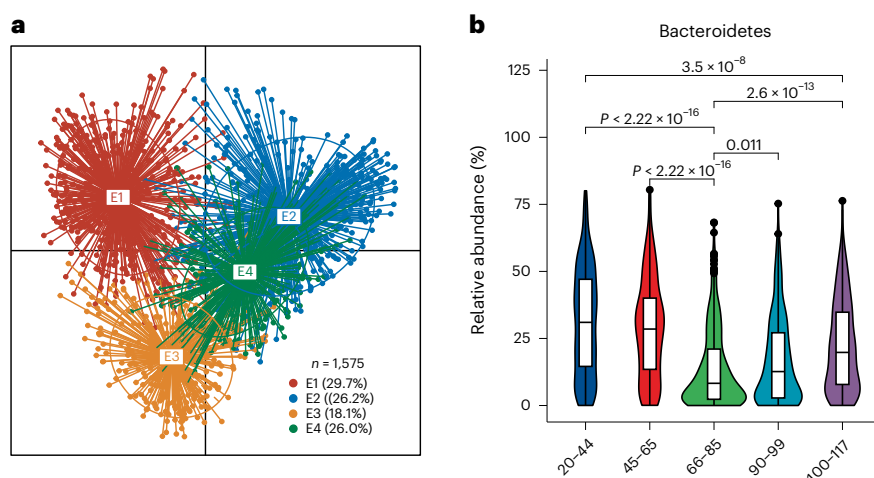 a
E1
E2
E4
E3
n = 1,575
E1 (29.7%)
E2 ((26.2%)
E3 (18.1%)
E4 (26.0%)
b
Bacteroidetes
Relative abundance (%)
125
100
75
50
25
0
3.5 × 10⁻⁸
2.6 × 10⁻¹³
P < 2.22 × 10⁻¹⁶
0.011
P < 2.22 × 10⁻¹⁶
20–44
45–65
66–85
90–99
100–117